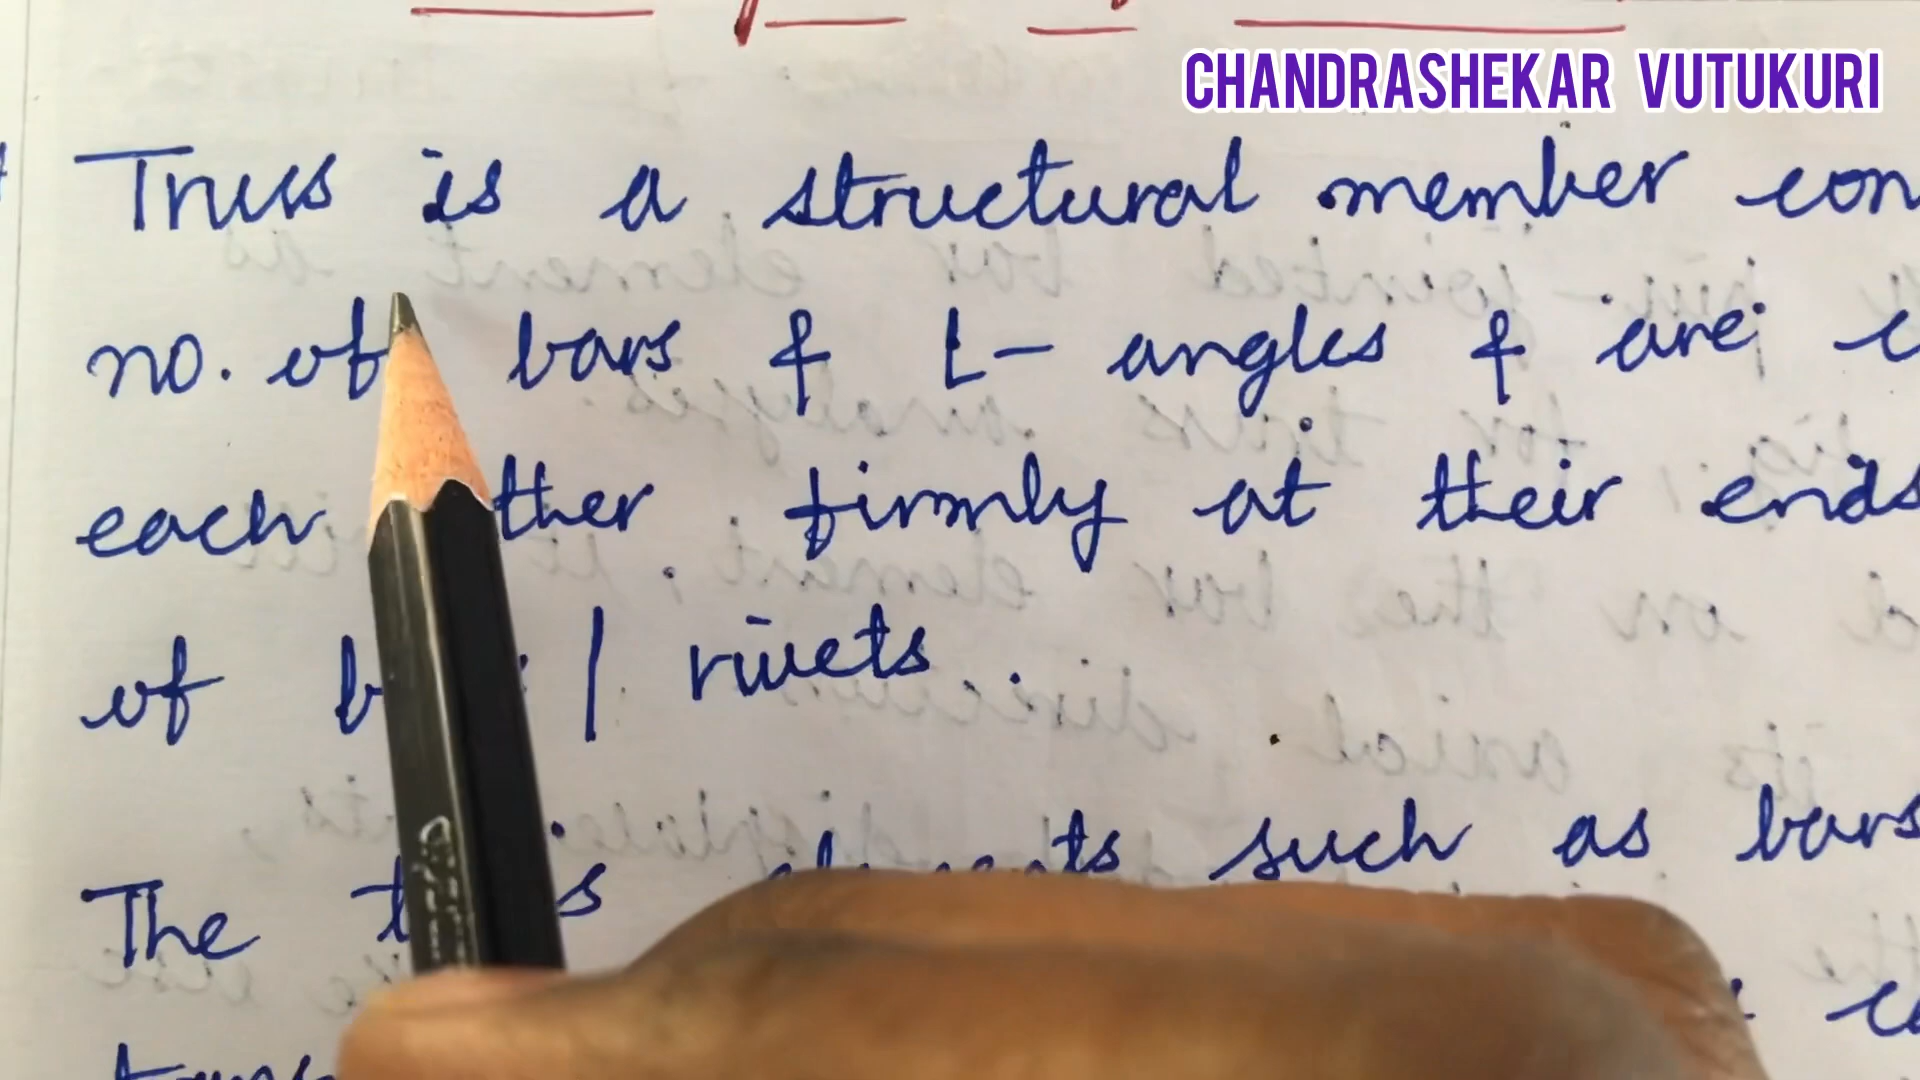 CHANDRASHEKAR VUTUKURI
Truss is a structural member con
no. of bars & L- angles & are c
each ther firmly at their ends
of b / rivets.
The such as bars